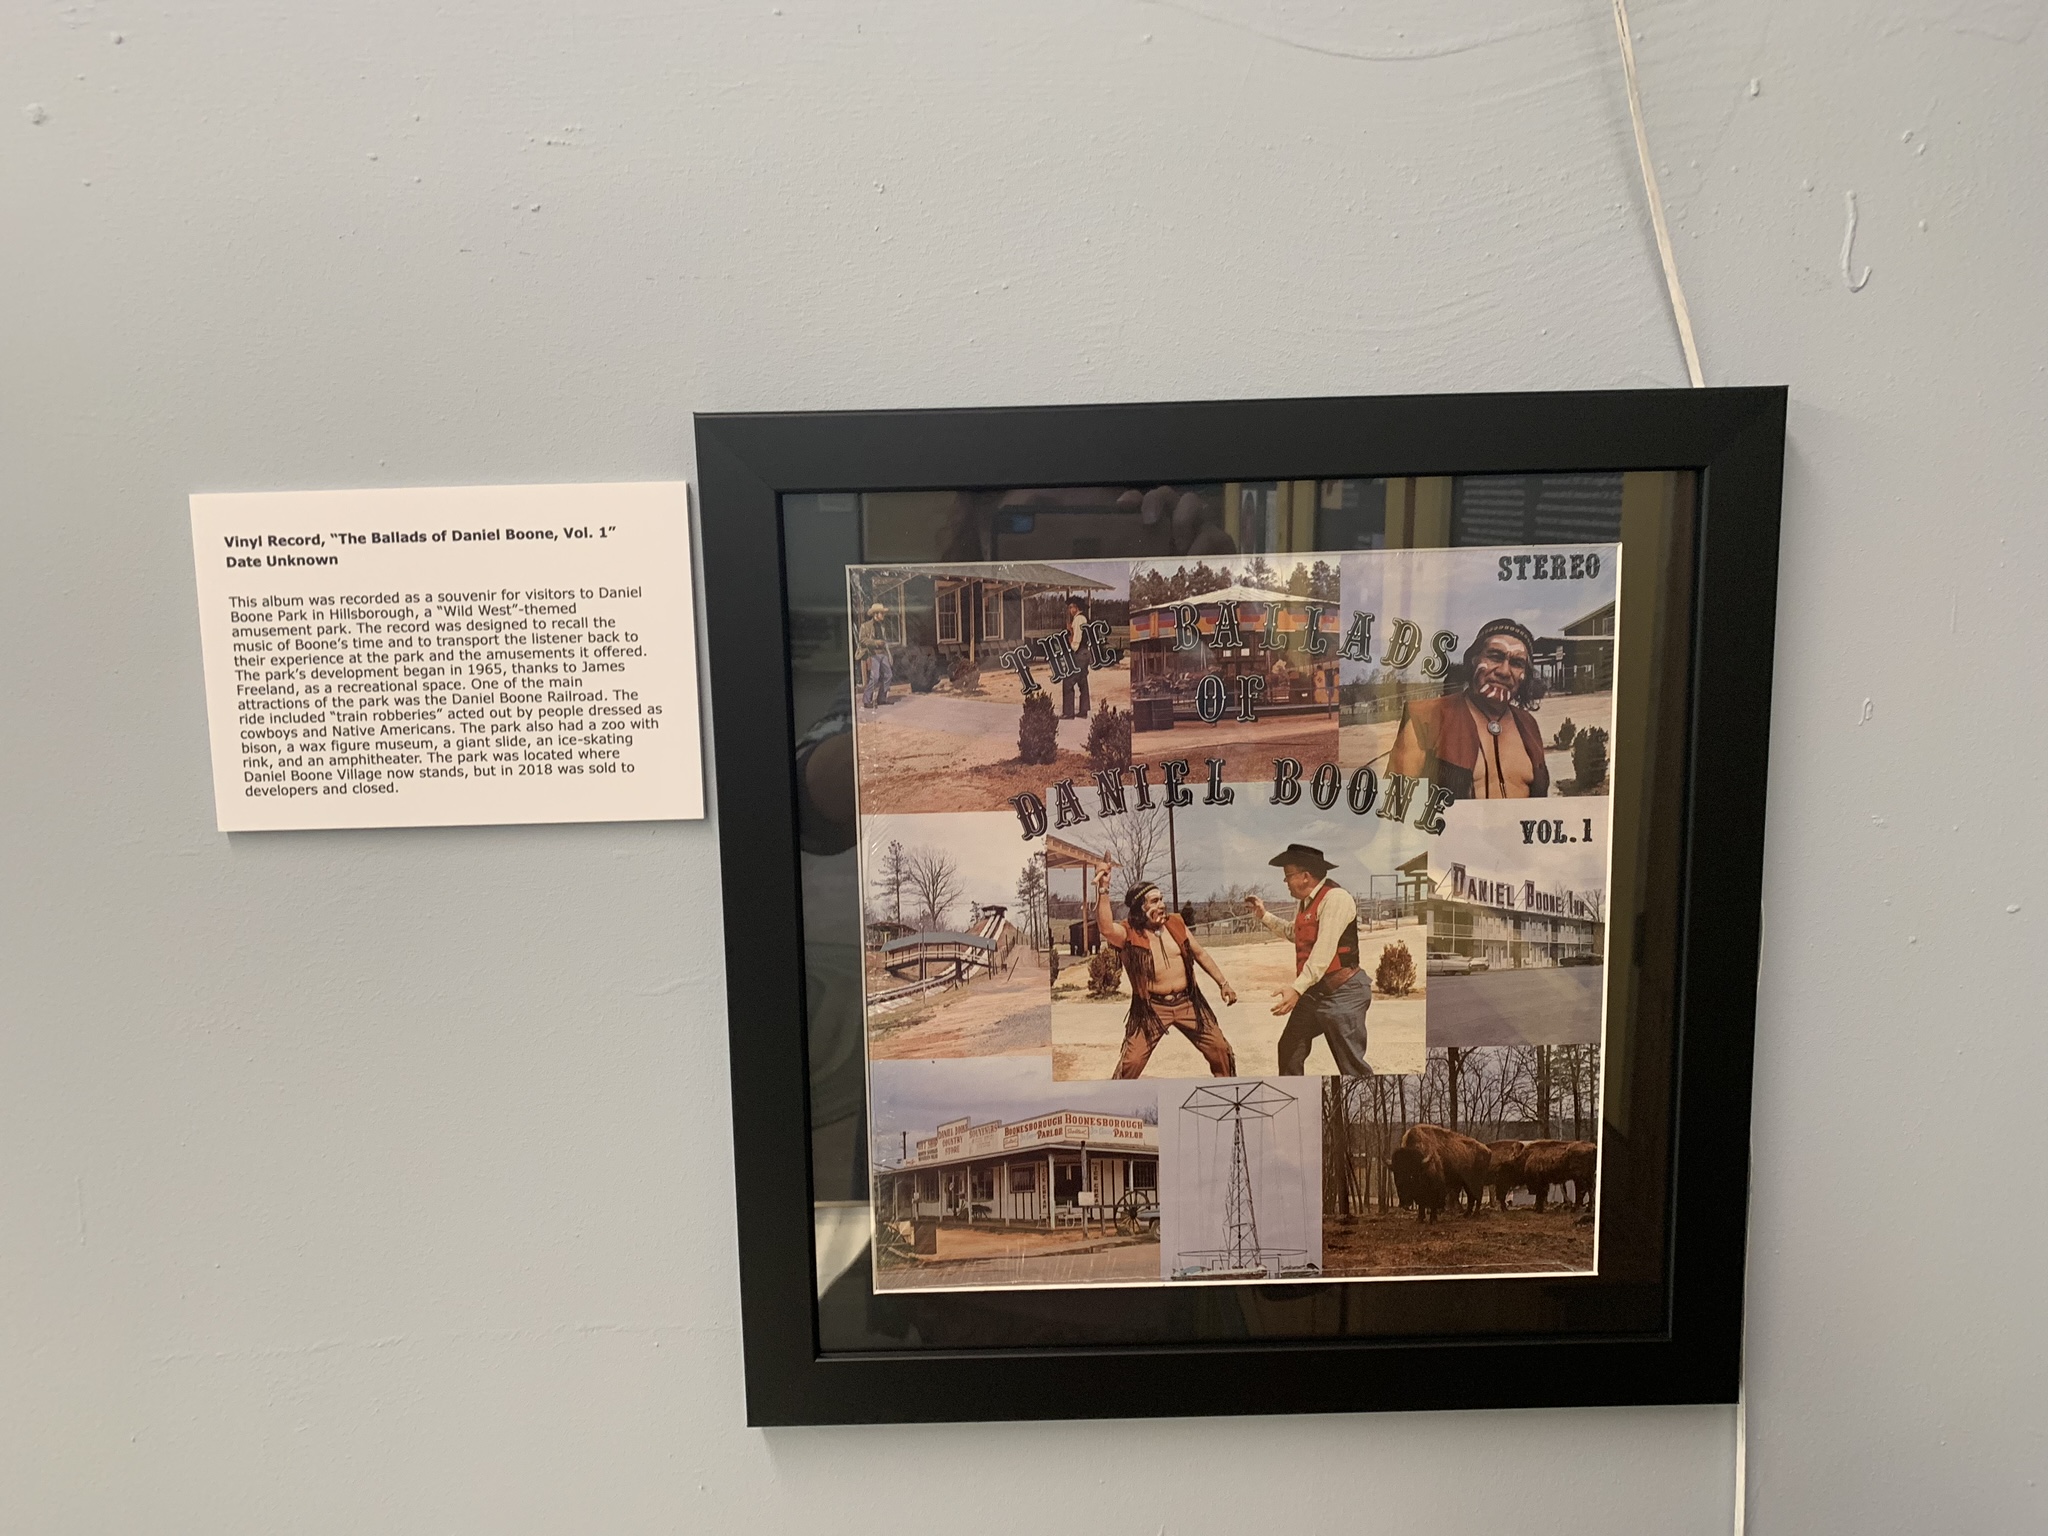 Vinyl Record, "The Ballads of Daniel Boone, Vol. 1"
Date Unknown
This album was recorded as a souvenir for visitors to Daniel
Boone Park in Hillsborough, a "Wild West"-themed
amusement park. The record was designed to recall the
music of Boone's time and to transport the listener back to
their experience at the park and the amusements it offered.
The park's development began in 1965, thanks to James
Freeland, as a recreational space. One of the main
attractions of the park was the Daniel Boone Railroad. The
ride included "train robberies" acted out by people dressed as
cowboys and Native Americans. The park also had a zoo with
bison, a wax figure museum, a giant slide, an ice-skating
rink, and an amphitheater. The park was located where
Daniel Boone Village now stands, but in 2018 was sold to
developers and closed.
STEREO
THE BALLADS
OF
DANIEL BOONE
VOL.1
DANIEL BOONE INN
DANIEL BOONE
COUNTRY
STORE
SOUVENIRS
BOONESBOROUGH
PARLOR
BOONESBOROUGH
PARLOR